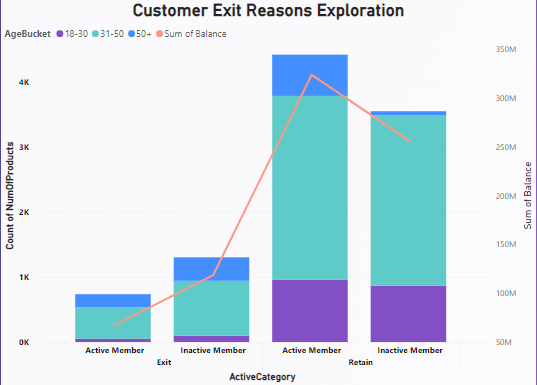 Customer Exit Reasons Exploration
AgeBucket 18-30 31-50 50+ Sum of Balance
Count of NumOfProducts
4K
3K
2K
1K
0K
350M
300M
250M
200M
150M
100M
50M
Sum of Balance
Active Member Inactive Member Active Member Inactive Member
Exit Retain
ActiveCategory